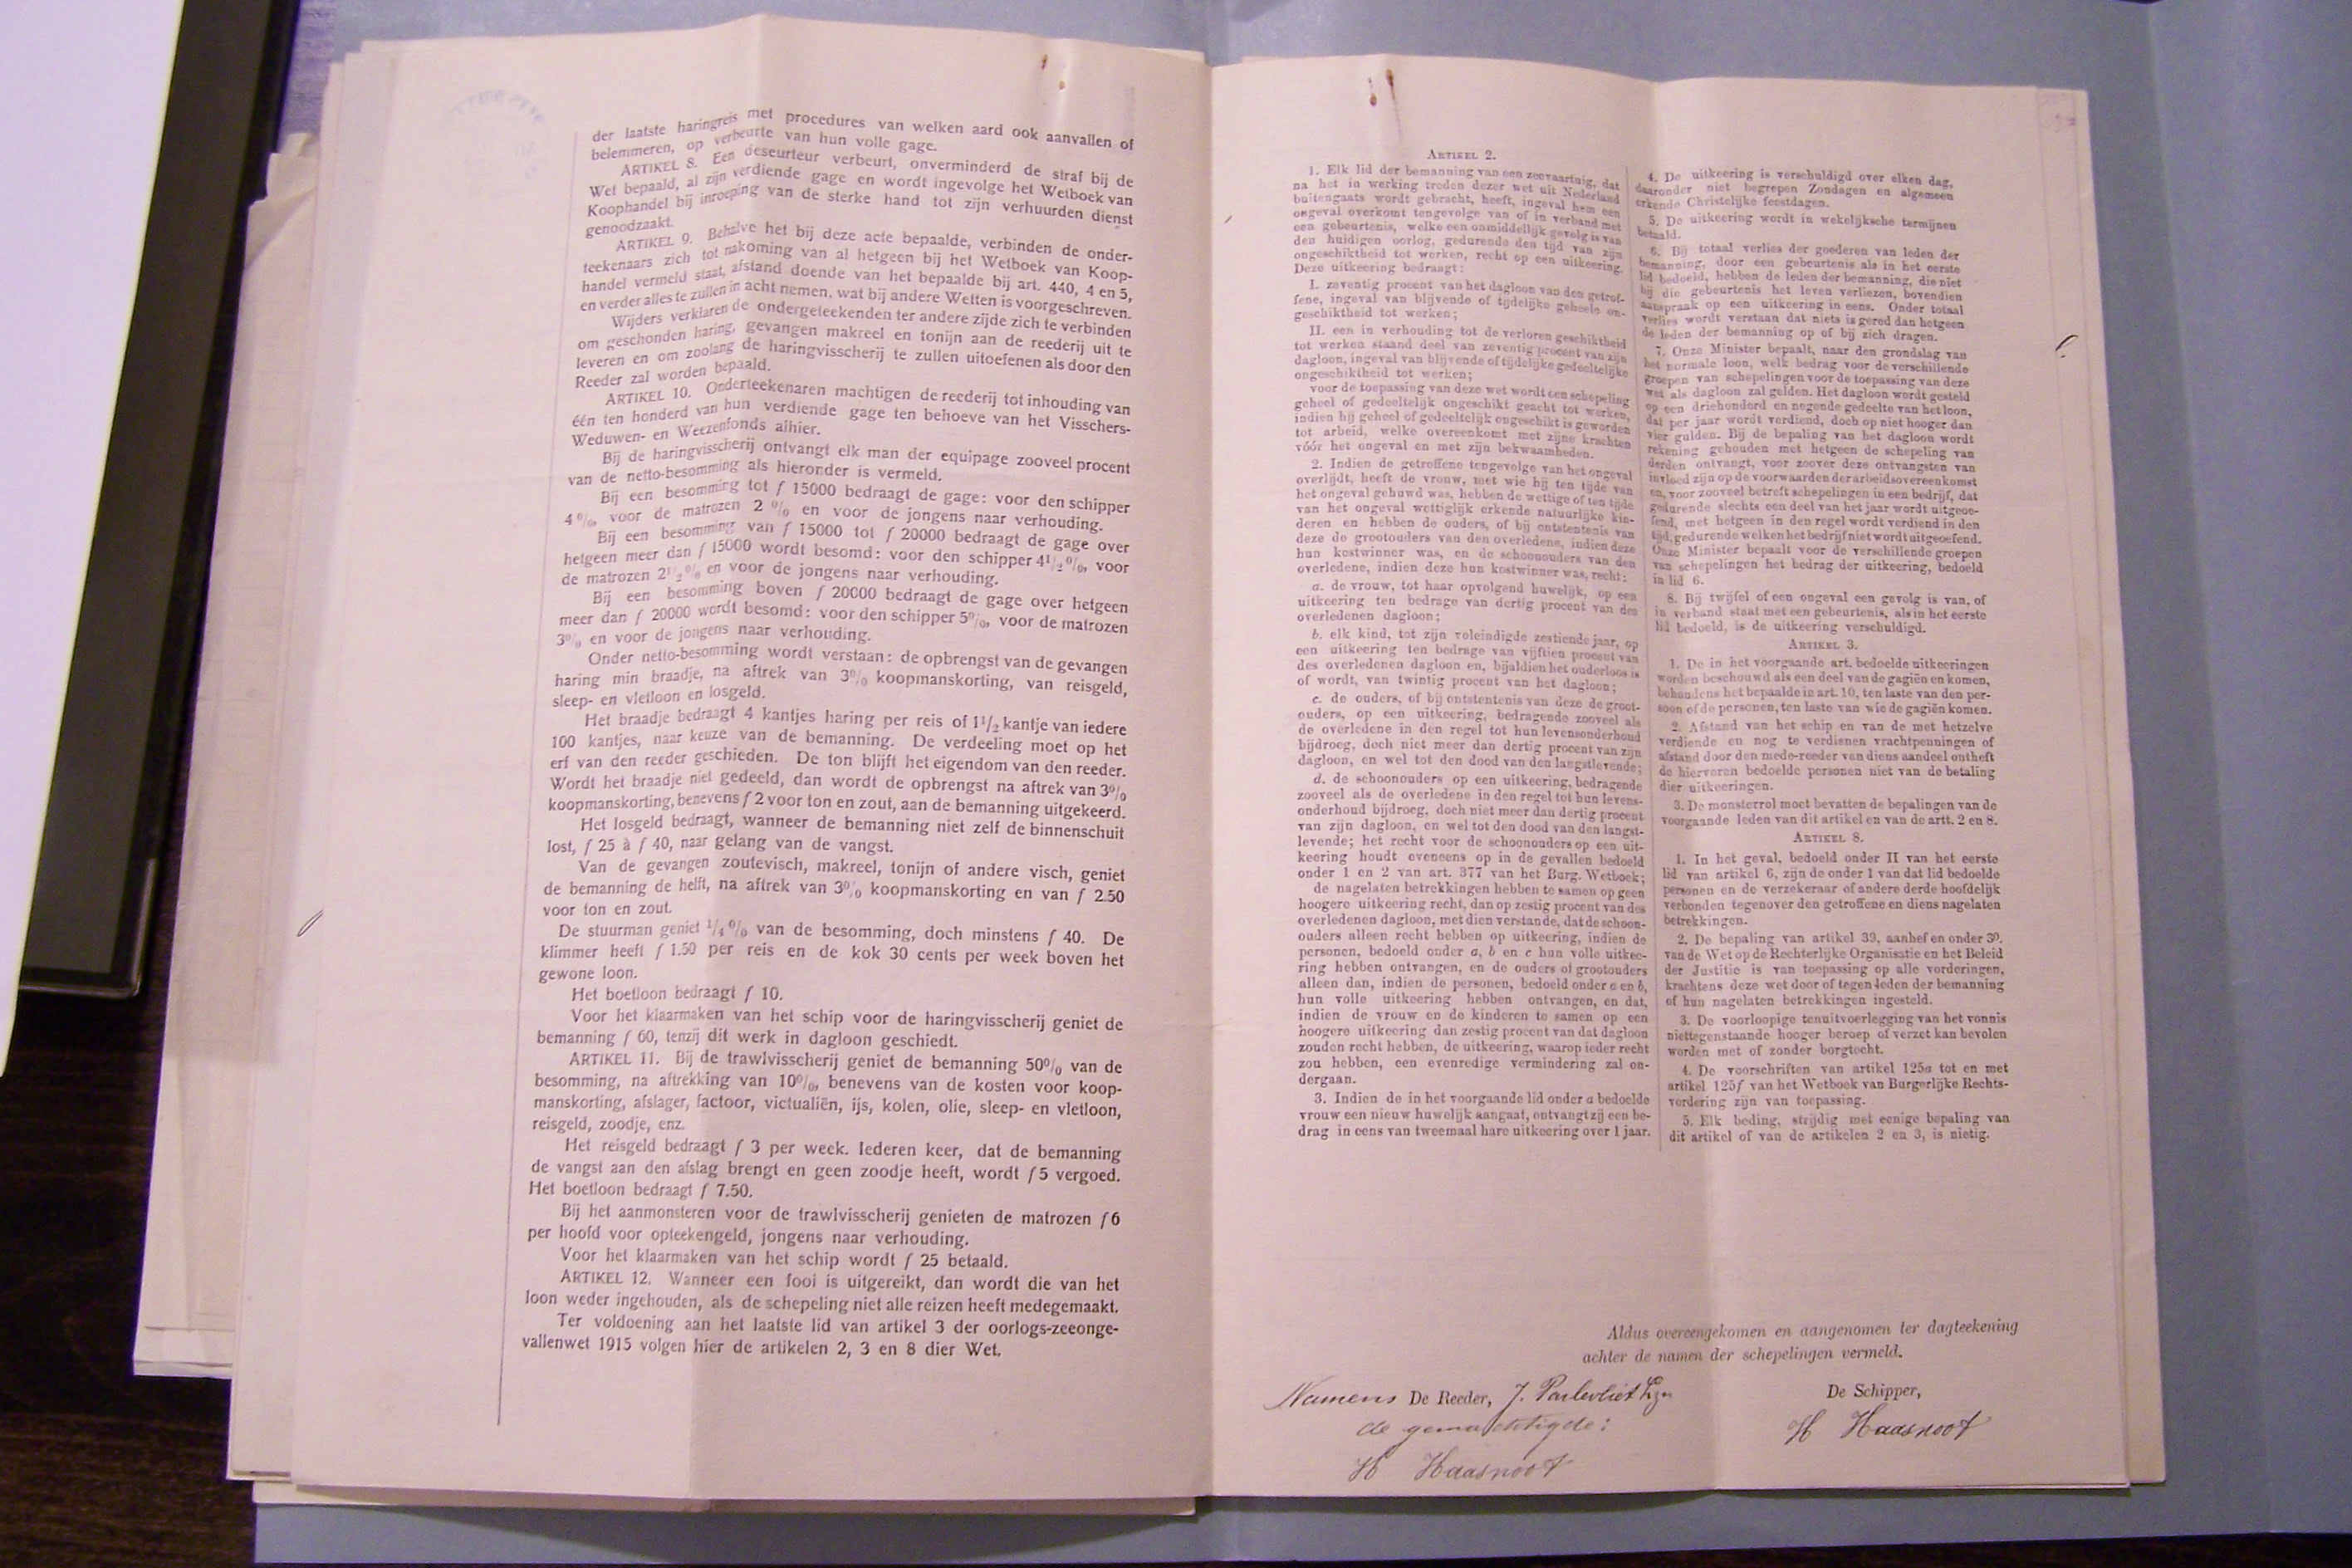 der laatste haringreis met procedures van welken aard ook aanvallen of
belemmeren, op verbeurte van hun volle gage.
ARTIKEL 8. Een deseurteur verbeurt, onverminderd de straf bij de
Wet bepaald, al zijn verdiende gage en wordt ingevolge het Wetboek van
Koophandel bij inroeping van de sterke hand tot zijn verhuurden dienst
genoodzaakt.
ARTIKEL 9. Behalve het bij deze acte bepaalde, verbinden de onder-
teekenaars zich tot nakoming van al hetgeen bij het Wetboek van Koop-
handel vermeld staat, afstand doende van het bepaalde bij art. 440, 4 en 5,
en verder alles te zullen in acht nemen, wat bij andere Wetten is voorgeschreven.
Wijders verklaren de ondergeteekenden ter andere zijde zich te verbinden
om geschonden haring, gevangen makreel en tonijn aan de reederij uit te
leveren en om zoolang de haringvisscherij te zullen uitoefenen als door den
Reeder zal worden bepaald.
ARTIKEL 10. Onderteekenaren machtigen de reederij tot inhouding van
één ten honderd van hun verdiende gage ten behoeve van het Visschers-
Weduwen- en Weezenfonds alhier.
Bij de haringvisscherij ontvangt elk man der equipage zooveel procent
van de netto-besomming als hieronder is vermeld.
Bij een besomming tot f 15000 bedraagt de gage: voor den schipper
4 %, voor de matrozen 2 % en voor de jongens naar verhouding.
Bij een besomming van f 15000 tot f 20000 bedraagt de gage over
hetgeen meer dan f 15000 wordt besomd: voor den schipper 4½ %, voor
de matrozen 2½ % en voor de jongens naar verhouding.
Bij een besomming boven f 20000 bedraagt de gage over hetgeen
meer dan f 20000 wordt besomd: voor den schipper 5%, voor de matrozen
3% en voor de jongens naar verhouding.
Onder netto-besomming wordt verstaan: de opbrengst van de gevangen
haring min braadje, na aftrek van 3% koopmanskorting, van reisgeld,
sleep- en vletloon en losgeld.
Het braadje bedraagt 4 kantjes haring per reis of 1½ kantje van iedere
100 kantjes, naar keuze van de bemanning. De verdeeling moet op het
erf van den reeder geschieden. De ton blijft het eigendom van den reeder.
Wordt het braadje niet gedeeld, dan wordt de opbrengst na aftrek van 3%
koopmanskorting, benevens f 2 voor ton en zout, aan de bemanning uitgekeerd.
Het losgeld bedraagt, wanneer de bemanning niet zelf de binnenschuit
lost, f 25 à f 40, naar gelang van de vangst.
Van de gevangen zoutevisch, makreel, tonijn of andere visch, geniet
de bemanning de helft, na aftrek van 3% koopmanskorting en van f 2.50
voor ton en zout.
De stuurman geniet ¼ % van de besomming, doch minstens f 40. De
klimmer heeft f 1.50 per reis en de kok 30 cents per week boven het
gewone loon.
Het boetloon bedraagt f 10.
Voor het klaarmaken van het schip voor de haringvisscherij geniet de
bemanning f 60, tenzij dit werk in dagloon geschiedt.
ARTIKEL 11. Bij de trawlvisscherij geniet de bemanning 50% van de
besomming, na aftrekking van 10%, benevens van de kosten voor koop-
manskorting, afslager, factoor, victualiën, ijs, kolen, olie, sleep- en vletloon,
reisgeld, zoodje, enz.
Het reisgeld bedraagt f 3 per week. Iederen keer, dat de bemanning
de vangst aan den afslag brengt en geen zoodje heeft, wordt f 5 vergoed.
Het boetloon bedraagt f 7.50.
Bij het aanmonsteren voor de trawlvisscherij genieten de matrozen f 6
per hoofd voor opteekengeld, jongens naar verhouding.
Voor het klaarmaken van het schip wordt f 25 betaald.
ARTIKEL 12. Wanneer een fooi is uitgereikt, dan wordt die van het
loon weder ingehouden, als de schepeling niet alle reizen heeft medegemaakt.
Ter voldoening aan het laatste lid van artikel 3 der oorlogs-zeeonge-
vallenwet 1915 volgen hier de artikelen 2, 3 en 8 dier Wet.
ARTIKEL 2.
1. Elk lid der bemanning van een zeevaartuig, dat
na het in werking treden dezer wet uit Nederland
buitengaats wordt gebracht, heeft, ingeval hem een
ongeval overkomt tengevolge van of in verband met
een gebeurtenis, welke een onmiddellijk gevolg is van
den huidigen oorlog, gedurende den tijd van zijn
ongeschiktheid tot werken, recht op een uitkeering.
Deze uitkeering bedraagt:
I. zeventig procent van het dagloon van den getrof-
fene, ingeval van blijvende of tijdelijke geheele on-
geschiktheid tot werken;
II. een in verhouding tot de verloren geschiktheid
tot werken staand deel van zeventig procent van zijn
dagloon, ingeval van blijvende of tijdelijke gedeeltelijke
ongeschiktheid tot werken;
voor de toepassing van deze wet wordt een schepeling
geheel of gedeeltelijk ongeschikt geacht tot werken,
indien hij geheel of gedeeltelijk ongeschikt is geworden
tot arbeid, welke overeenkomt met zijne krachten
vóór het ongeval en met zijn bekwaamheden.
2. Indien de getroffene tengevolge van het ongeval
overlijdt, heeft de vrouw, met wie hij ten tijde van
het ongeval gehuwd was, hebben de wettige of ten tijde
van het ongeval wettiglijk erkende natuurlijke kin-
deren en hebben de ouders, of bij ontstentenis van
deze de grootouders van den overledene, indien deze
hun kostwinner was, en de schoonouders van den
overledene, indien deze hun kostwinner was, recht:
a. de vrouw, tot haar opvolgend huwelijk, op een
uitkeering ten bedrage van dertig procent van des
overledenen dagloon;
b. elk kind, tot zijn voleindigde zestiende jaar, op
een uitkeering ten bedrage van vijftien procent van
des overledenen dagloon en, bijaldien het ouderloos is
of wordt, van twintig procent van het dagloon;
c. de ouders, of bij ontstentenis van deze de groot-
ouders, op een uitkeering, bedragende zooveel als
de overledene in den regel tot hun levensonderhoud
bijdroeg, doch niet meer dan dertig procent van zijn
dagloon, en wel tot den dood van den langstlevende;
d. de schoonouders op een uitkeering, bedragende
zooveel als de overledene in den regel tot hun levens-
onderhoud bijdroeg, doch niet meer dan dertig procent
van zijn dagloon, en wel tot den dood van den langst-
levende; het recht voor de schoonouders op een uit-
keering houdt eveneens op in de gevallen bedoeld
onder 1 en 2 van art. 377 van het Burg. Wetboek;
de nagelaten betrekkingen hebben te samen op geen
hoogere uitkeering recht, dan op zestig procent van des
overledenen dagloon, met dien verstande, dat de schoon-
ouders alleen recht hebben op uitkeering, indien de
personen, bedoeld onder a, b en c hun volle uitkee-
ring hebben ontvangen, en de ouders of grootouders
alleen dan, indien de personen, bedoeld onder a en b,
hun volle uitkeering hebben ontvangen, en dat,
indien de vrouw en de kinderen te samen op een
hoogere uitkeering dan zestig procent van dat dagloon
zouden recht hebben, de uitkeering, waarop ieder recht
zou hebben, een evenredige vermindering zal on-
dergaan.
3. Indien de in het voorgaande lid onder a bedoelde
vrouw een nieuw huwelijk aangaat, ontvangt zij een be-
drag in eens van tweemaal hare uitkeering over 1 jaar.
4. De uitkeering is verschuldigd over elken dag,
daaronder niet begrepen Zondagen en algemeen
erkende Christelijke feestdagen.
5. De uitkeering wordt in wekelijksche termijnen
betaald.
6. Bij totaal verlies der goederen van leden der
bemanning, door een gebeurtenis als in het eerste
lid bedoeld, hebben de leden der bemanning, die niet
bij die gebeurtenis het leven verliezen, bovendien
aanspraak op een uitkeering in eens. Onder totaal
verlies wordt verstaan dat niets is gered dan hetgeen
de leden der bemanning op of bij zich dragen.
7. Onze Minister bepaalt, naar den grondslag van
het normale loon, welk bedrag voor de verschillende
groepen van schepelingen voor de toepassing van deze
wet als dagloon zal gelden. Het dagloon wordt gesteld
op een driehonderd en negende gedeelte van het loon,
dat per jaar wordt verdiend, doch op niet hooger dan
vier gulden. Bij de bepaling van het dagloon wordt
rekening gehouden met hetgeen de schepeling van
derden ontvangt, voor zoover deze ontvangsten van
invloed zijn op de voorwaarden der arbeidsovereenkomst
en, voor zooveel betreft schepelingen in een bedrijf, dat
gedurende slechts een deel van het jaar wordt uitgeoe-
fend, met hetgeen in den regel wordt verdiend in den
tijd, gedurende welken het bedrijf niet wordt uitgeoefend.
Onze Minister bepaalt voor de verschillende groepen
van schepelingen het bedrag der uitkeering, bedoeld
in lid 6.
8. Bij twijfel of een ongeval een gevolg is van, of
in verband staat met een gebeurtenis, als in het eerste
lid bedoeld, is de uitkeering verschuldigd.
ARTIKEL 3.
1. De in het voorgaande art. bedoelde uitkeeringen
worden beschouwd als een deel van de gagiën en komen,
behoudens het bepaalde in art. 10, ten laste van den per-
soon of de personen, ten laste van wie de gagiën komen.
2. Afstand van het schip en van de met hetzelve
verdiende en nog te verdienen vrachtpenningen of
afstand door den mede-reeder van diens aandeel ontheft
de hiervoren bedoelde personen niet van de betaling
dier uitkeeringen.
3. De monsterrol moet bevatten de bepalingen van de
voorgaande leden van dit artikel en van de artt. 2 en 8.
ARTIKEL 8.
1. In het geval, bedoeld onder II van het eerste
lid van artikel 6, zijn de onder 1 van dat lid bedoelde
personen en de verzekeraar of andere derde hoofdelijk
verbonden tegenover den getroffene en diens nagelaten
betrekkingen.
2. De bepaling van artikel 39, aanhef en onder 3º.
van de Wet op de Rechterlijke Organisatie en het Beleid
der Justitie is van toepassing op alle vorderingen,
krachtens deze wet door of tegen leden der bemanning
of hun nagelaten betrekkingen ingesteld.
3. De voorloopige tenuitvoerlegging van het vonnis
niettegenstaande hooger beroep of verzet kan bevolen
worden met of zonder borgtocht.
4. De voorschriften van artikel 125a tot en met
artikel 125f van het Wetboek van Burgerlijke Rechts-
vordering zijn van toepassing.
5. Elk beding, strijdig met eenige bepaling van
dit artikel of van de artikelen 2 en 3, is nietig.
Aldus overeengekomen en aangenomen ter dagteekening
achter de namen der schepelingen vermeld.
Namens De Reeder, J. Parlevliet Lzn
de gemachtigde:
H Haasnoot
De Schipper,
H Haasnoot